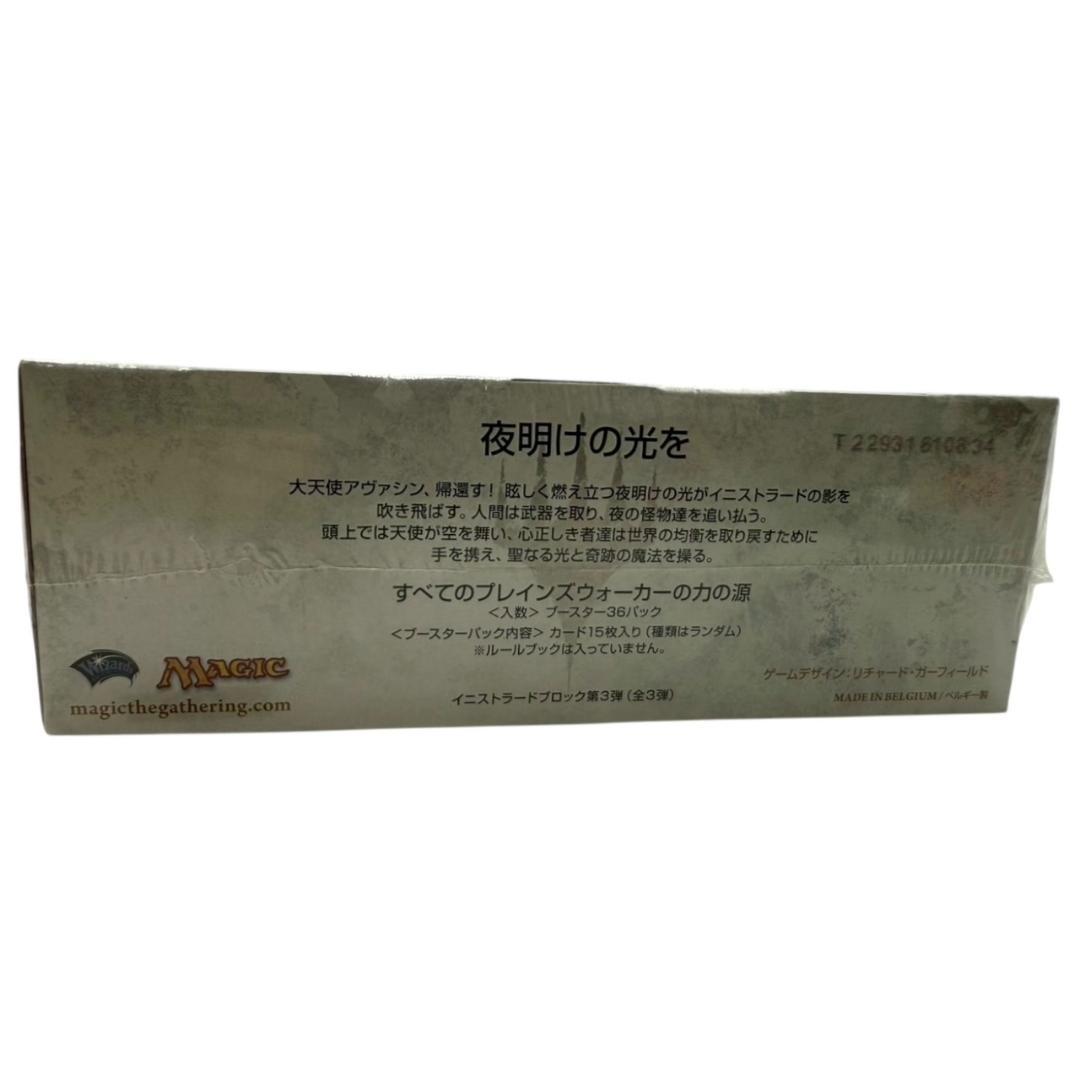 夜明けの光を
T 2 29316108 34
大天使アヴァシン、帰還す! 眩しく燃え立つ夜明けの光がイニストラードの影を
吹き飛ばす。人間は武器を取り、夜の怪物達を追い払う。
頭上では天使が空を舞い、心正しき者達は世界の均衡を取り戻すために
手を携え、聖なる光と奇跡の魔法を操る。
すべてのプレインズウォーカーの力の源
<入数> ブースター36パック
<ブースターパック内容> カード15枚入り(種類はランダム)
※ルールブックは入っていません。
Wizards
MAGIC
magicthegathering.com
イニストラードブロック第3弾(全3弾)
ゲームデザイン:リチャード・ガーフィールド
MADE IN BELGIUM / ベルギー製